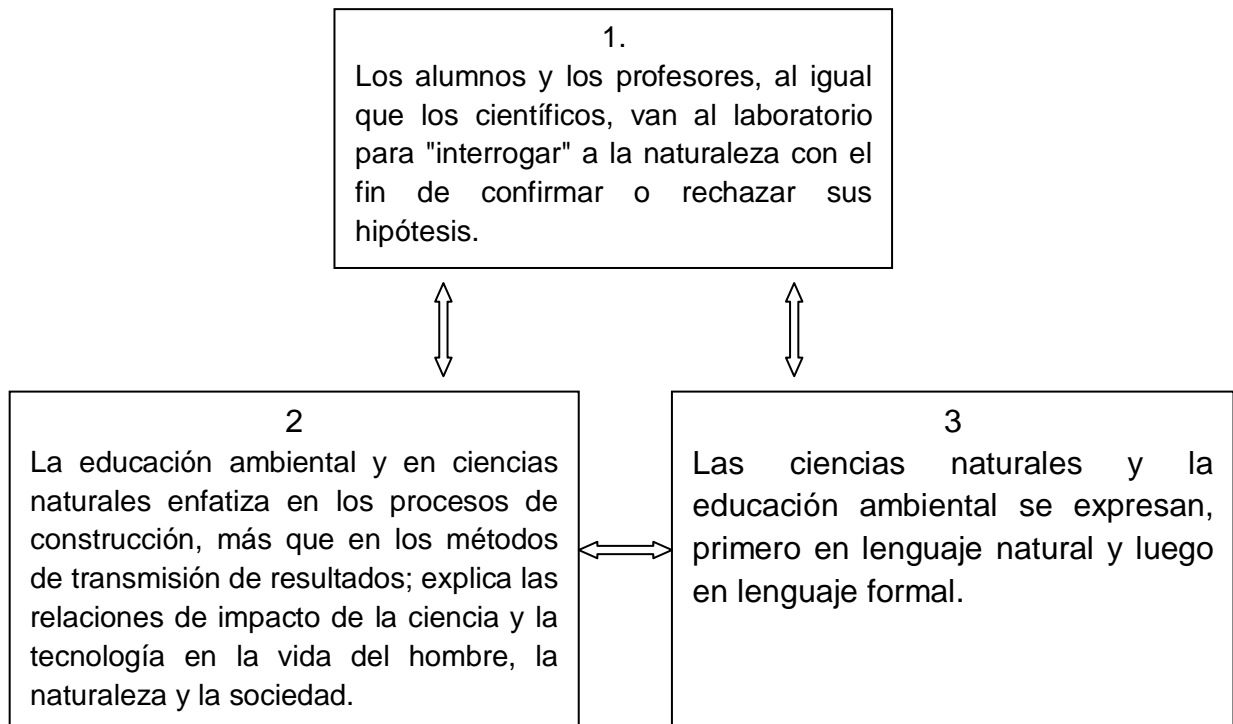 1.
Los alumnos y los profesores, al igual
que los científicos, van al laboratorio
para "interrogar" a la naturaleza con el
fin de confirmar o rechazar sus
hipótesis.
2
La educación ambiental y en ciencias
naturales enfatiza en los procesos de
construcción, más que en los métodos
de transmisión de resultados; explica las
relaciones de impacto de la ciencia y la
tecnología en la vida del hombre, la
naturaleza y la sociedad.
3
Las ciencias naturales y la
educación ambiental se expresan,
primero en lenguaje natural y luego
en lenguaje formal.